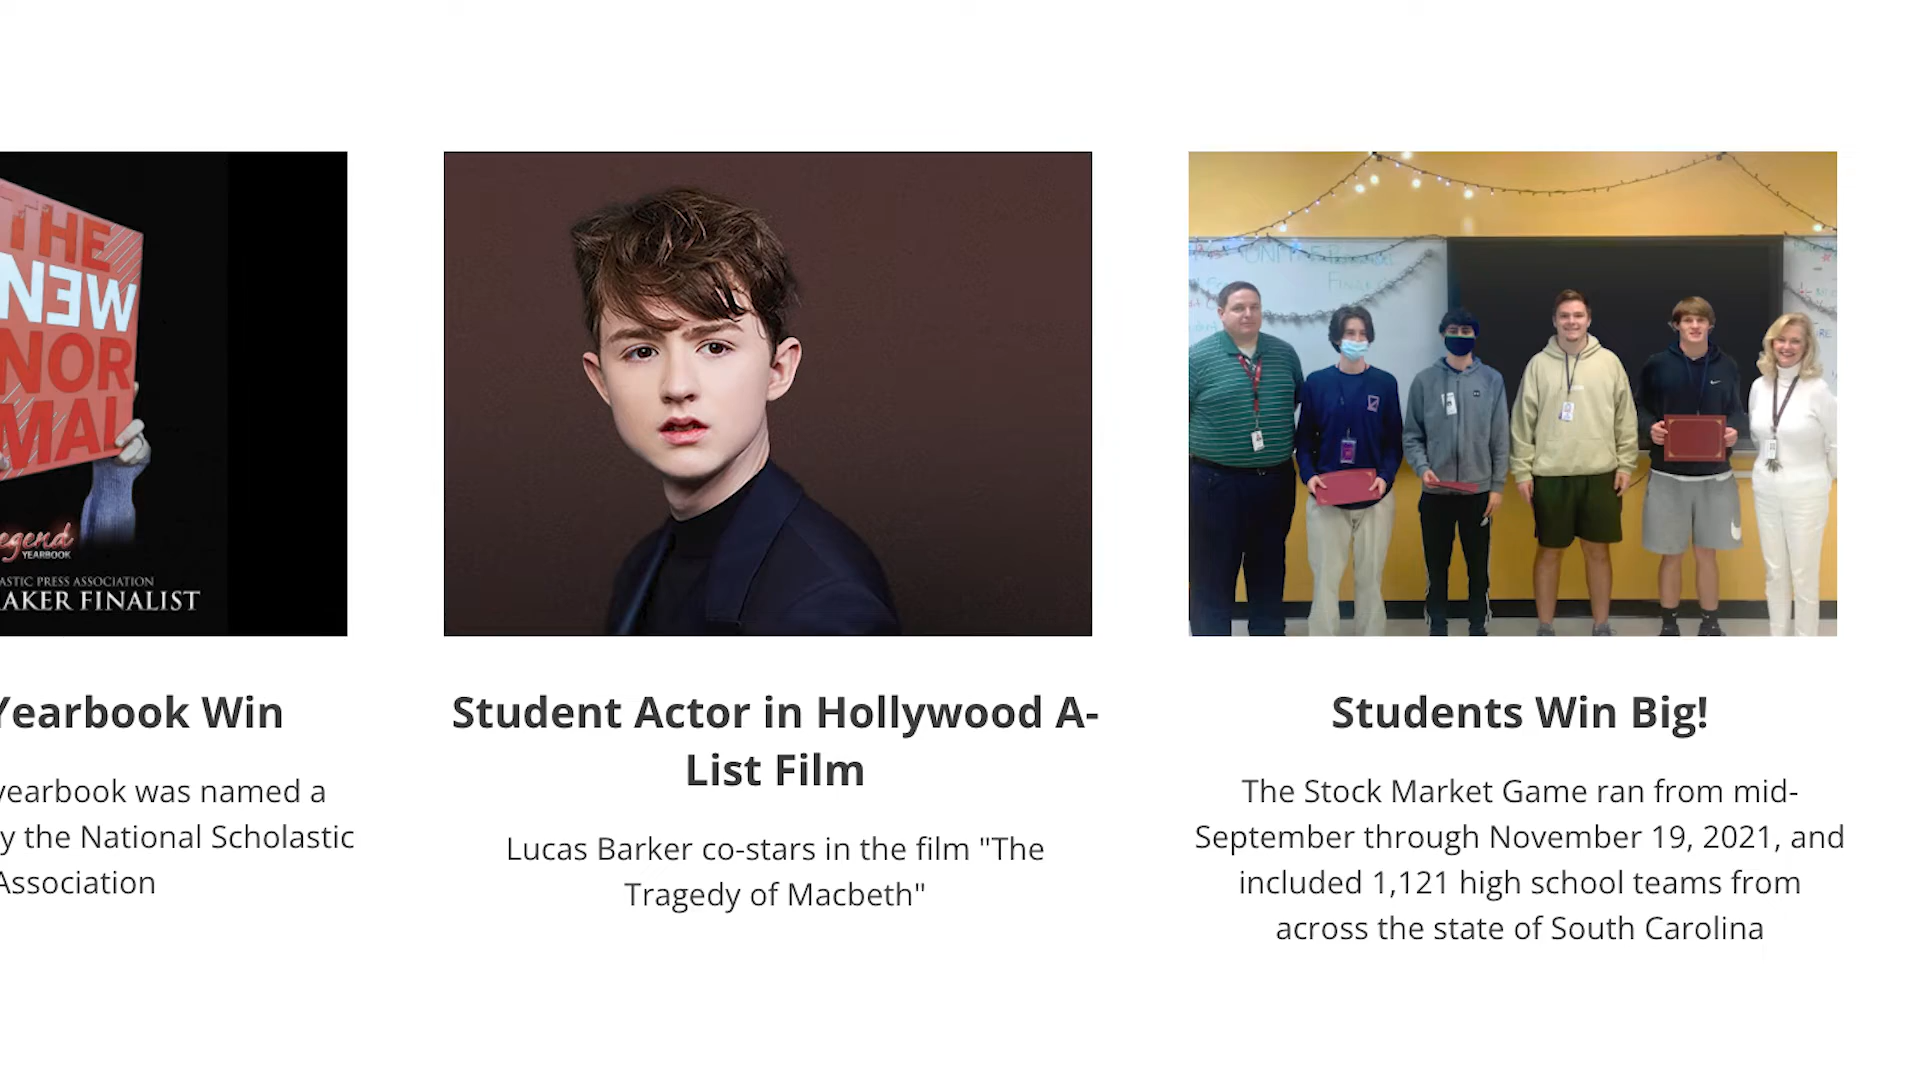 THE
NEW
NOR
MAL
egend
YEARBOOK
ASTIC PRESS ASSOCIATION
AKER FINALIST
Yearbook Win
yearbook was named a
y the National Scholastic
Association
Student Actor in Hollywood A-
List Film
Lucas Barker co-stars in the film "The
Tragedy of Macbeth"
Students Win Big!
The Stock Market Game ran from mid-
September through November 19, 2021, and
included 1,121 high school teams from
across the state of South Carolina